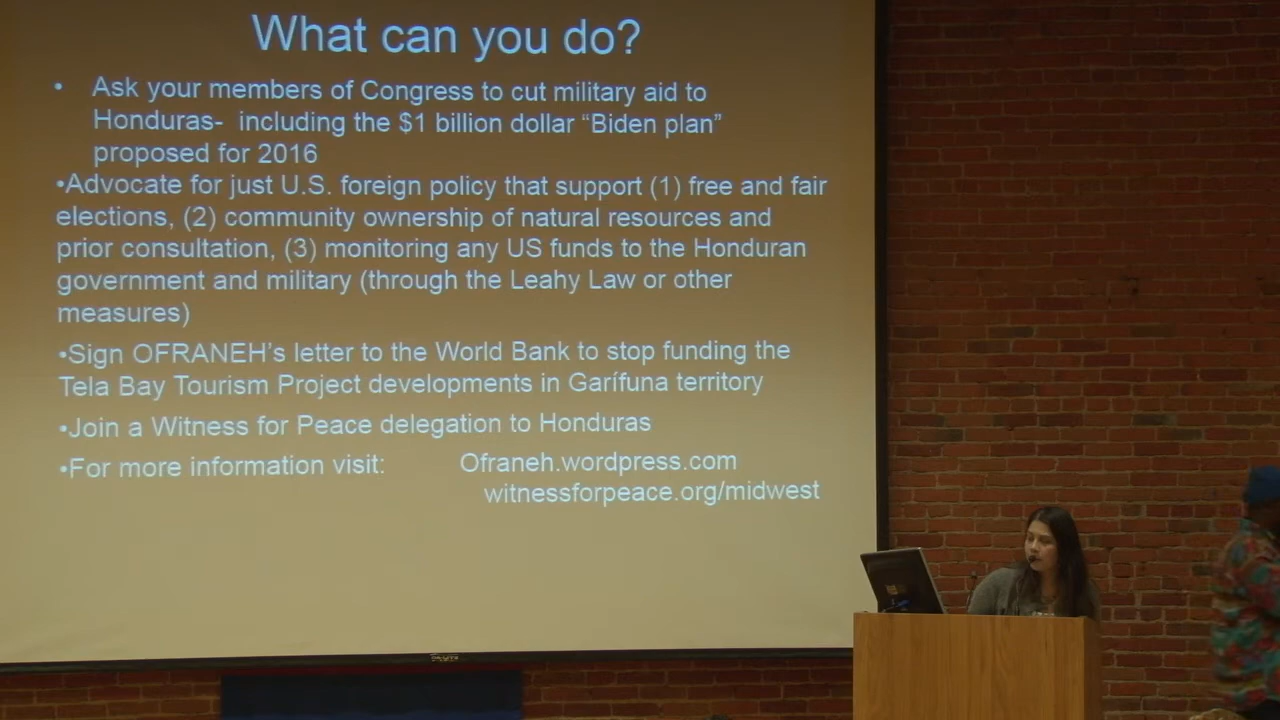 What can you do?
• Ask your members of Congress to cut military aid to
Honduras- including the $1 billion dollar “Biden plan”
proposed for 2016
•Advocate for just U.S. foreign policy that support (1) free and fair
elections, (2) community ownership of natural resources and
prior consultation, (3) monitoring any US funds to the Honduran
government and military (through the Leahy Law or other
measures)
•Sign OFRANEH’s letter to the World Bank to stop funding the
Tela Bay Tourism Project developments in Garífuna territory
•Join a Witness for Peace delegation to Honduras
•For more information visit: Ofraneh.wordpress.com
witnessforpeace.org/midwest